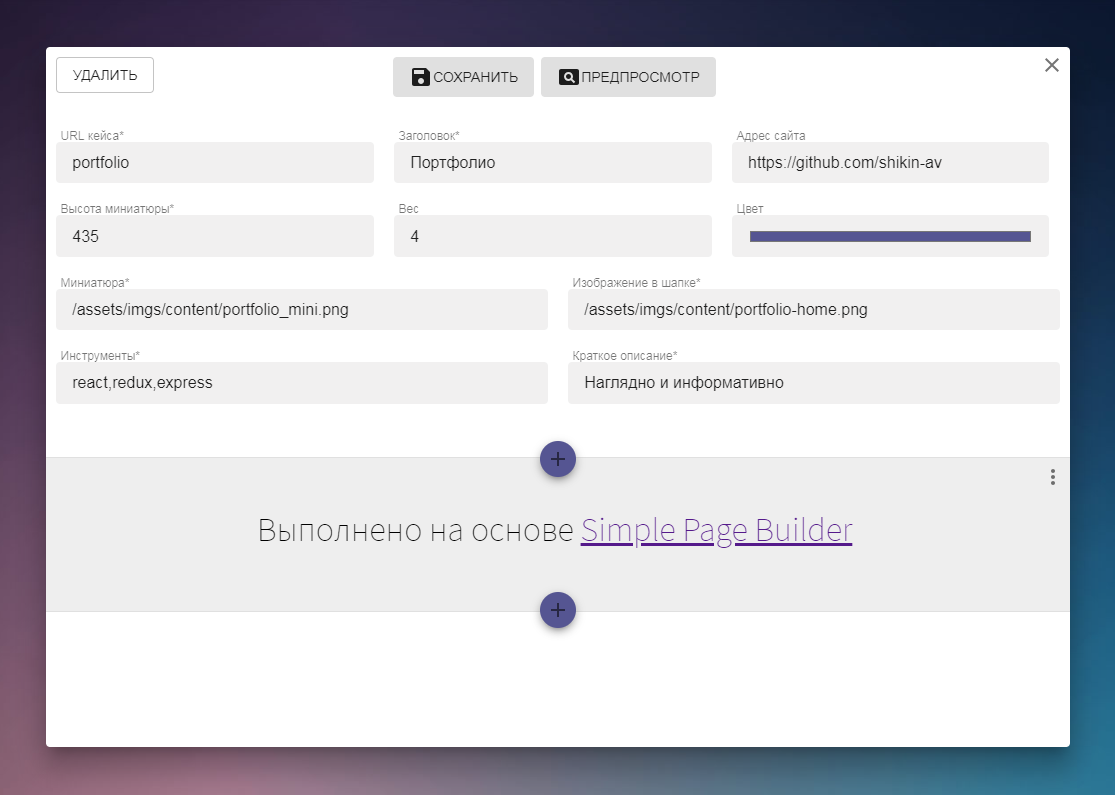 УДАЛИТЬ СОХРАНИТЬ ПРЕДПРОСМОТР
URL кейса* Заголовок* Адрес сайта
portfolio Портфолио https://github.com/shikin-av
Высота миниатюры* Вес Цвет
435 4
Миниатюра* Изображение в шапке*
/assets/imgs/content/portfolio_mini.png /assets/imgs/content/portfolio-home.png
Инструменты* Краткое описание*
react,redux,express Наглядно и информативно
Выполнено на основе Simple Page Builder